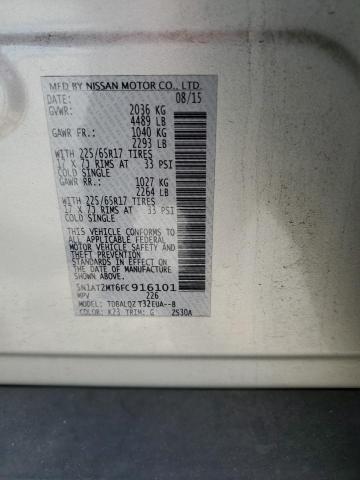 MFD BY NISSAN MOTOR CO., LTD.
DATE: 08/15
GVWR: 2036 KG
4489 LB
GAWR FR: 1040 KG
2293 LB
WITH 225/65R17 TIRES
17 X 7J RIMS AT 33 PSI
COLD SINGLE
GAWR RR: 1027 KG
2264 LB
WITH 225/65R17 TIRES
17 X 7J RIMS AT 33 PSI
COLD SINGLE
THIS VEHICLE CONFORMS TO
ALL APPLICABLE FEDERAL
MOTOR VEHICLE SAFETY AND
THEFT PREVENTION
STANDARDS IN EFFECT ON
THE DATE OF MANUFACTURE
SHOWN ABOVE.
5N1AT2MT6FC916101
MPV 226
MODEL: TDBALQZ T32EUA--B
COLOR: K23 TRIM: G 2S30A